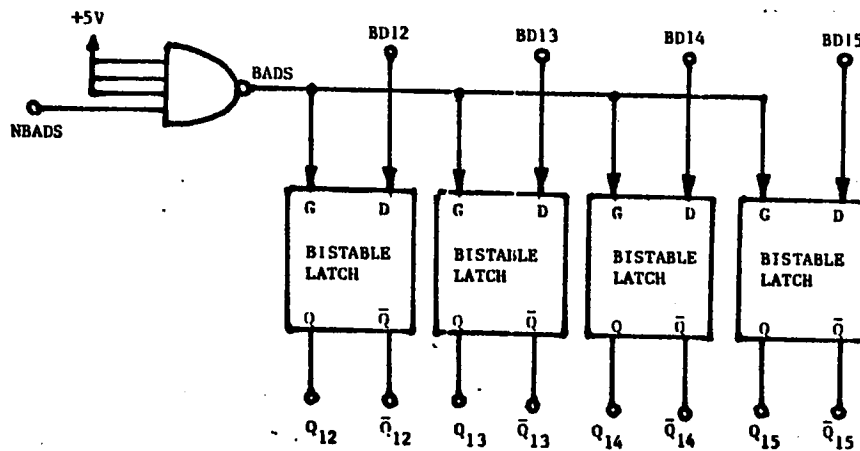 +5V
BD12 BD13 BD14 BD15
BADS
NBADS
G D G D G D G D
BISTABLE LATCH
BISTABLE LATCH
BISTABLE LATCH
BISTABLE LATCH
Q Q̄ Q Q̄ Q Q̄ Q Q̄
Q12 Q̄12 Q13 Q̄13 Q14 Q̄14 Q15 Q̄15